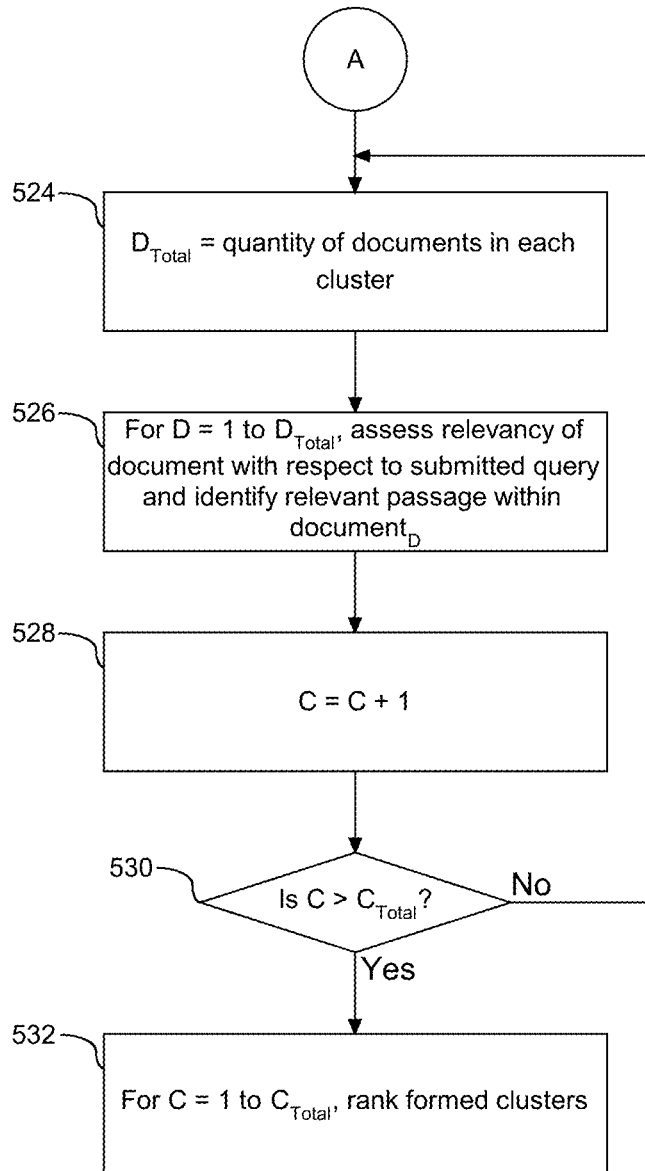 A
524
D_Total = quantity of documents in each
cluster
526
For D = 1 to D_Total, assess relevancy of
document with respect to submitted query
and identify relevant passage within
document_D
528
C = C + 1
530
Is C > C_Total?
No
Yes
532
For C = 1 to C_Total, rank formed clusters